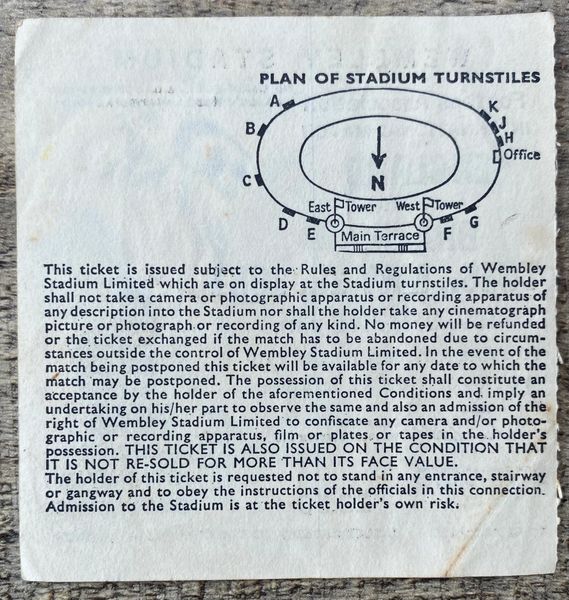 PLAN OF STADIUM TURNSTILES
A
K
J
B
H
Office
C
N
East Tower
West Tower
D
E
Main Terrace
F
G
This ticket is issued subject to the Rules and Regulations of Wembley
Stadium Limited which are on display at the Stadium turnstiles. The holder
shall not take a camera or photographic apparatus or recording apparatus of
any description into the Stadium nor shall the holder take any cinematograph
picture or photograph or recording of any kind. No money will be refunded
or the ticket exchanged if the match has to be abandoned due to circum-
stances outside the control of Wembley Stadium Limited. In the event of the
match being postponed this ticket will be available for any date to which the
match may be postponed. The possession of this ticket shall constitute an
acceptance by the holder of the aforementioned Conditions and imply an
undertaking on his/her part to observe the same and also an admission of the
right of Wembley Stadium Limited to confiscate any camera and/or photo-
graphic or recording apparatus, film or plates or tapes in the holder's
possession. THIS TICKET IS ALSO ISSUED ON THE CONDITION THAT
IT IS NOT RE-SOLD FOR MORE THAN ITS FACE VALUE.
The holder of this ticket is requested not to stand in any entrance, stairway
or gangway and to obey the instructions of the officials in this connection.
Admission to the Stadium is at the ticket holder's own risk.